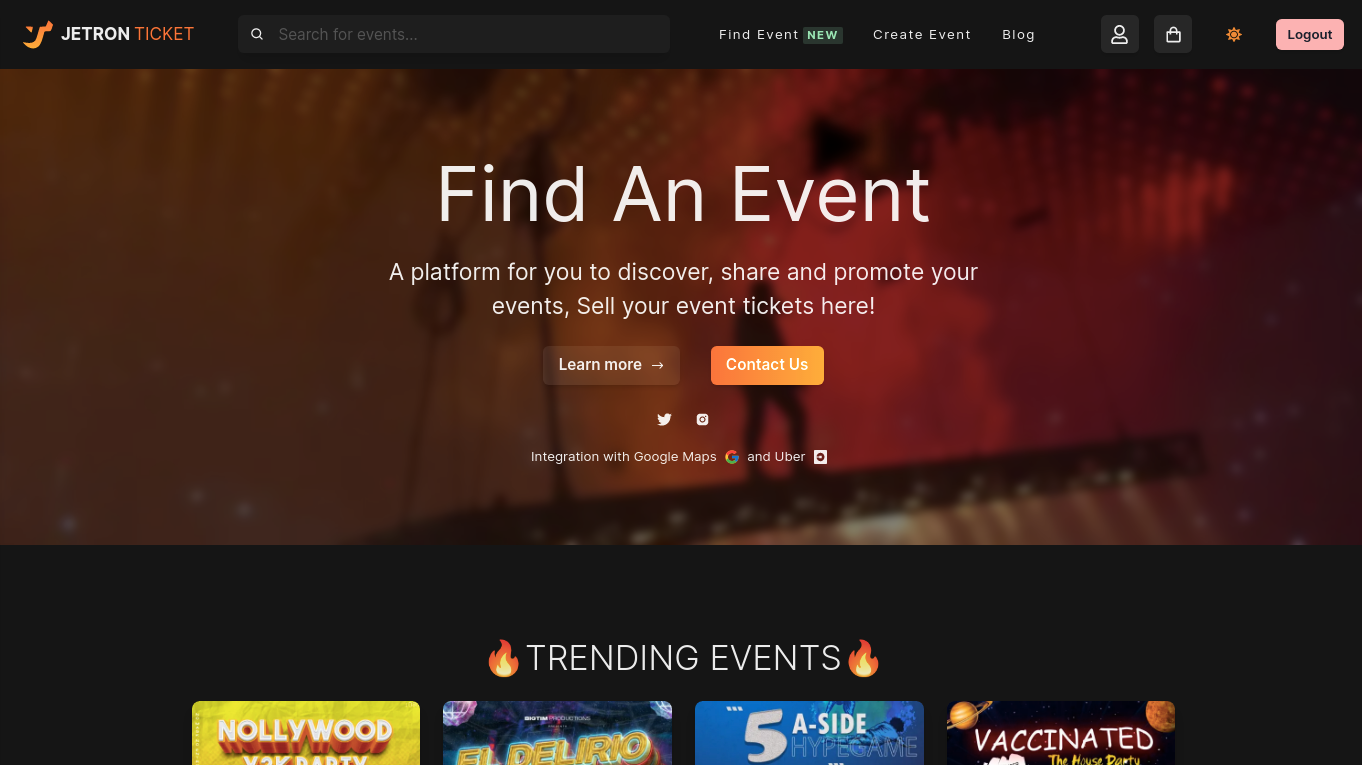 JETRON TICKET
Search for events...
Find Event NEW
Create Event
Blog
Logout
Find An Event
A platform for you to discover, share and promote your
events, Sell your event tickets here!
Learn more →
Contact Us
Integration with Google Maps and Uber
🔥TRENDING EVENTS🔥
NOLLYWOOD
Y2K PARTY
BIGTIM PRODUCTIONS
EL DELIRIO
5 A-SIDE
HYPEGAME
VACCINATED
The House Party